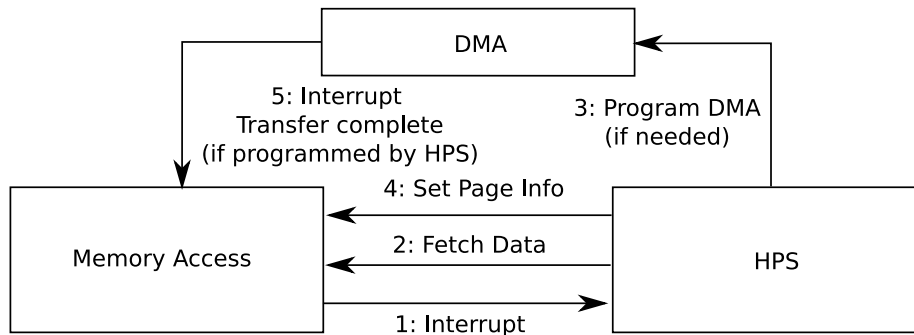 DMA
5: Interrupt
Transfer complete
(if programmed by HPS)
3: Program DMA
(if needed)
4: Set Page Info
Memory Access
2: Fetch Data
HPS
1: Interrupt